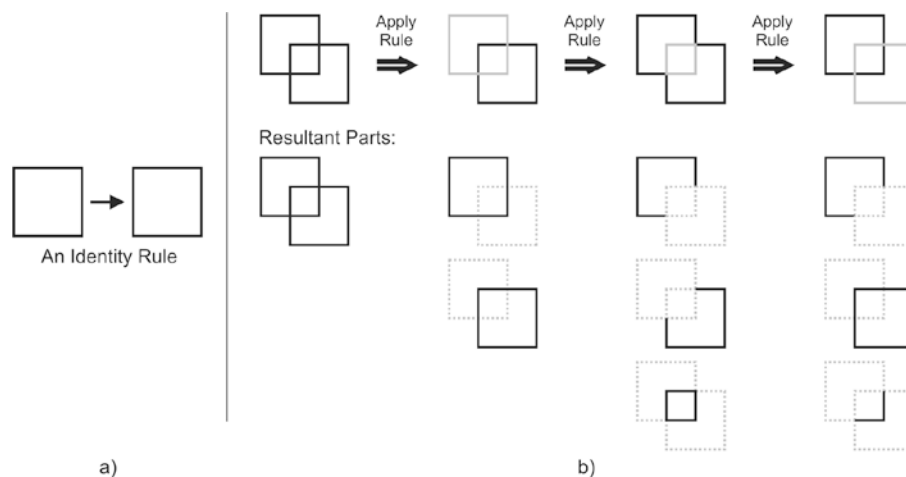 Apply
Rule
Apply
Rule
Apply
Rule
Resultant Parts:
An Identity Rule
a)
b)